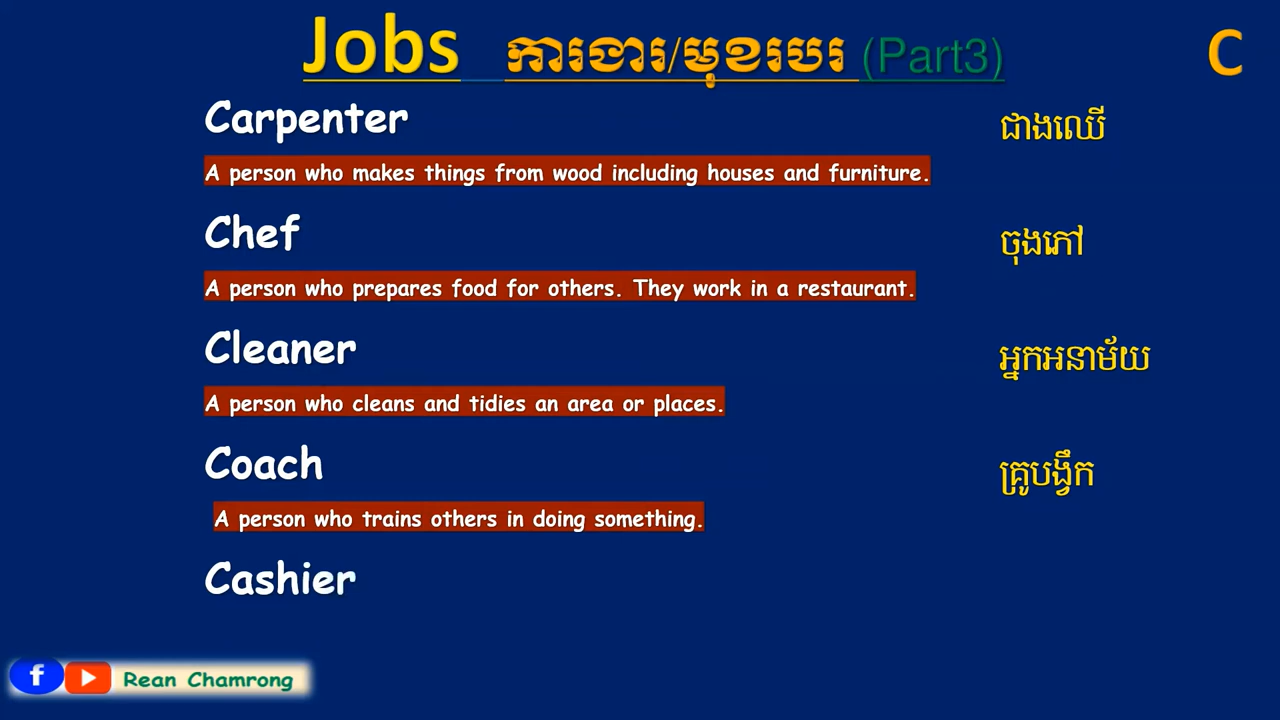 Jobs ការងារ/មុខរបរ (Part3) C
Carpenter ជាងឈើ
A person who makes things from wood including houses and furniture.
Chef ចុងភៅ
A person who prepares food for others. They work in a restaurant.
Cleaner អ្នកអនាម័យ
A person who cleans and tidies an area or places.
Coach គ្រូបង្វឹក
A person who trains others in doing something.
Cashier
f Rean Chamrong